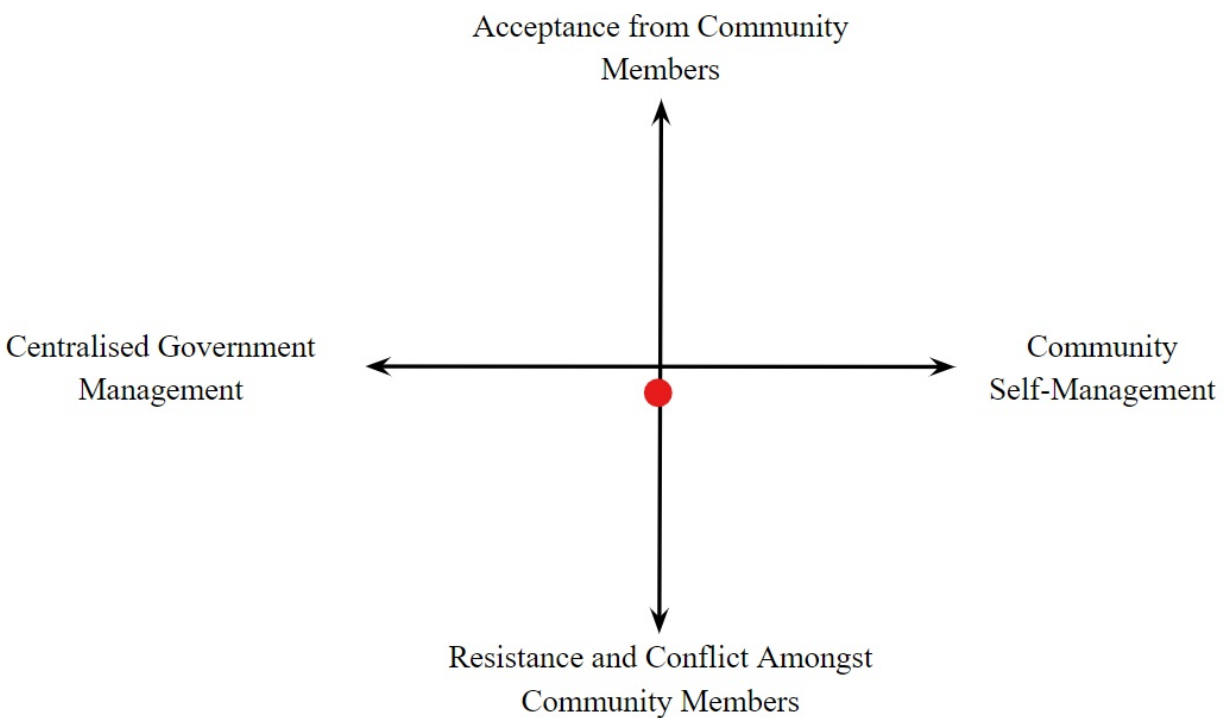 Acceptance from Community
Members
Centralised Government
Management
Community
Self-Management
Resistance and Conflict Amongst
Community Members